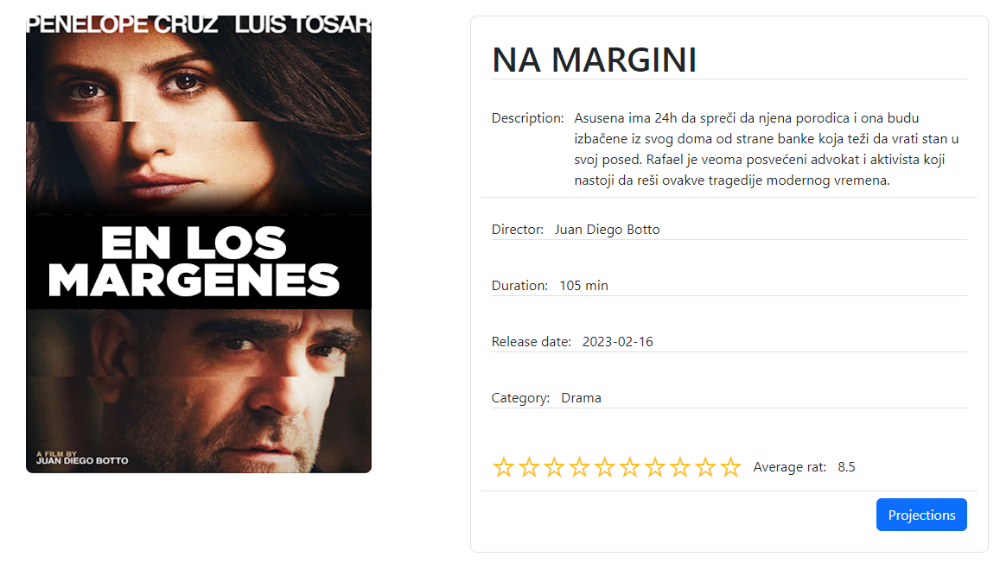 PENELOPE CRUZ LUIS TOSAR
EN LOS
MARGENES
A FILM BY
JUAN DIEGO BOTTO
NA MARGINI
Description: Asusena ima 24h da spreči da njena porodica i ona budu
izbačene iz svog doma od strane banke koja teži da vrati stan u
svoj posed. Rafael je veoma posvećeni advokat i aktivista koji
nastoji da reši ovakve tragedije modernog vremena.
Director: Juan Diego Botto
Duration: 105 min
Release date: 2023-02-16
Category: Drama
Average rat: 8.5
Projections